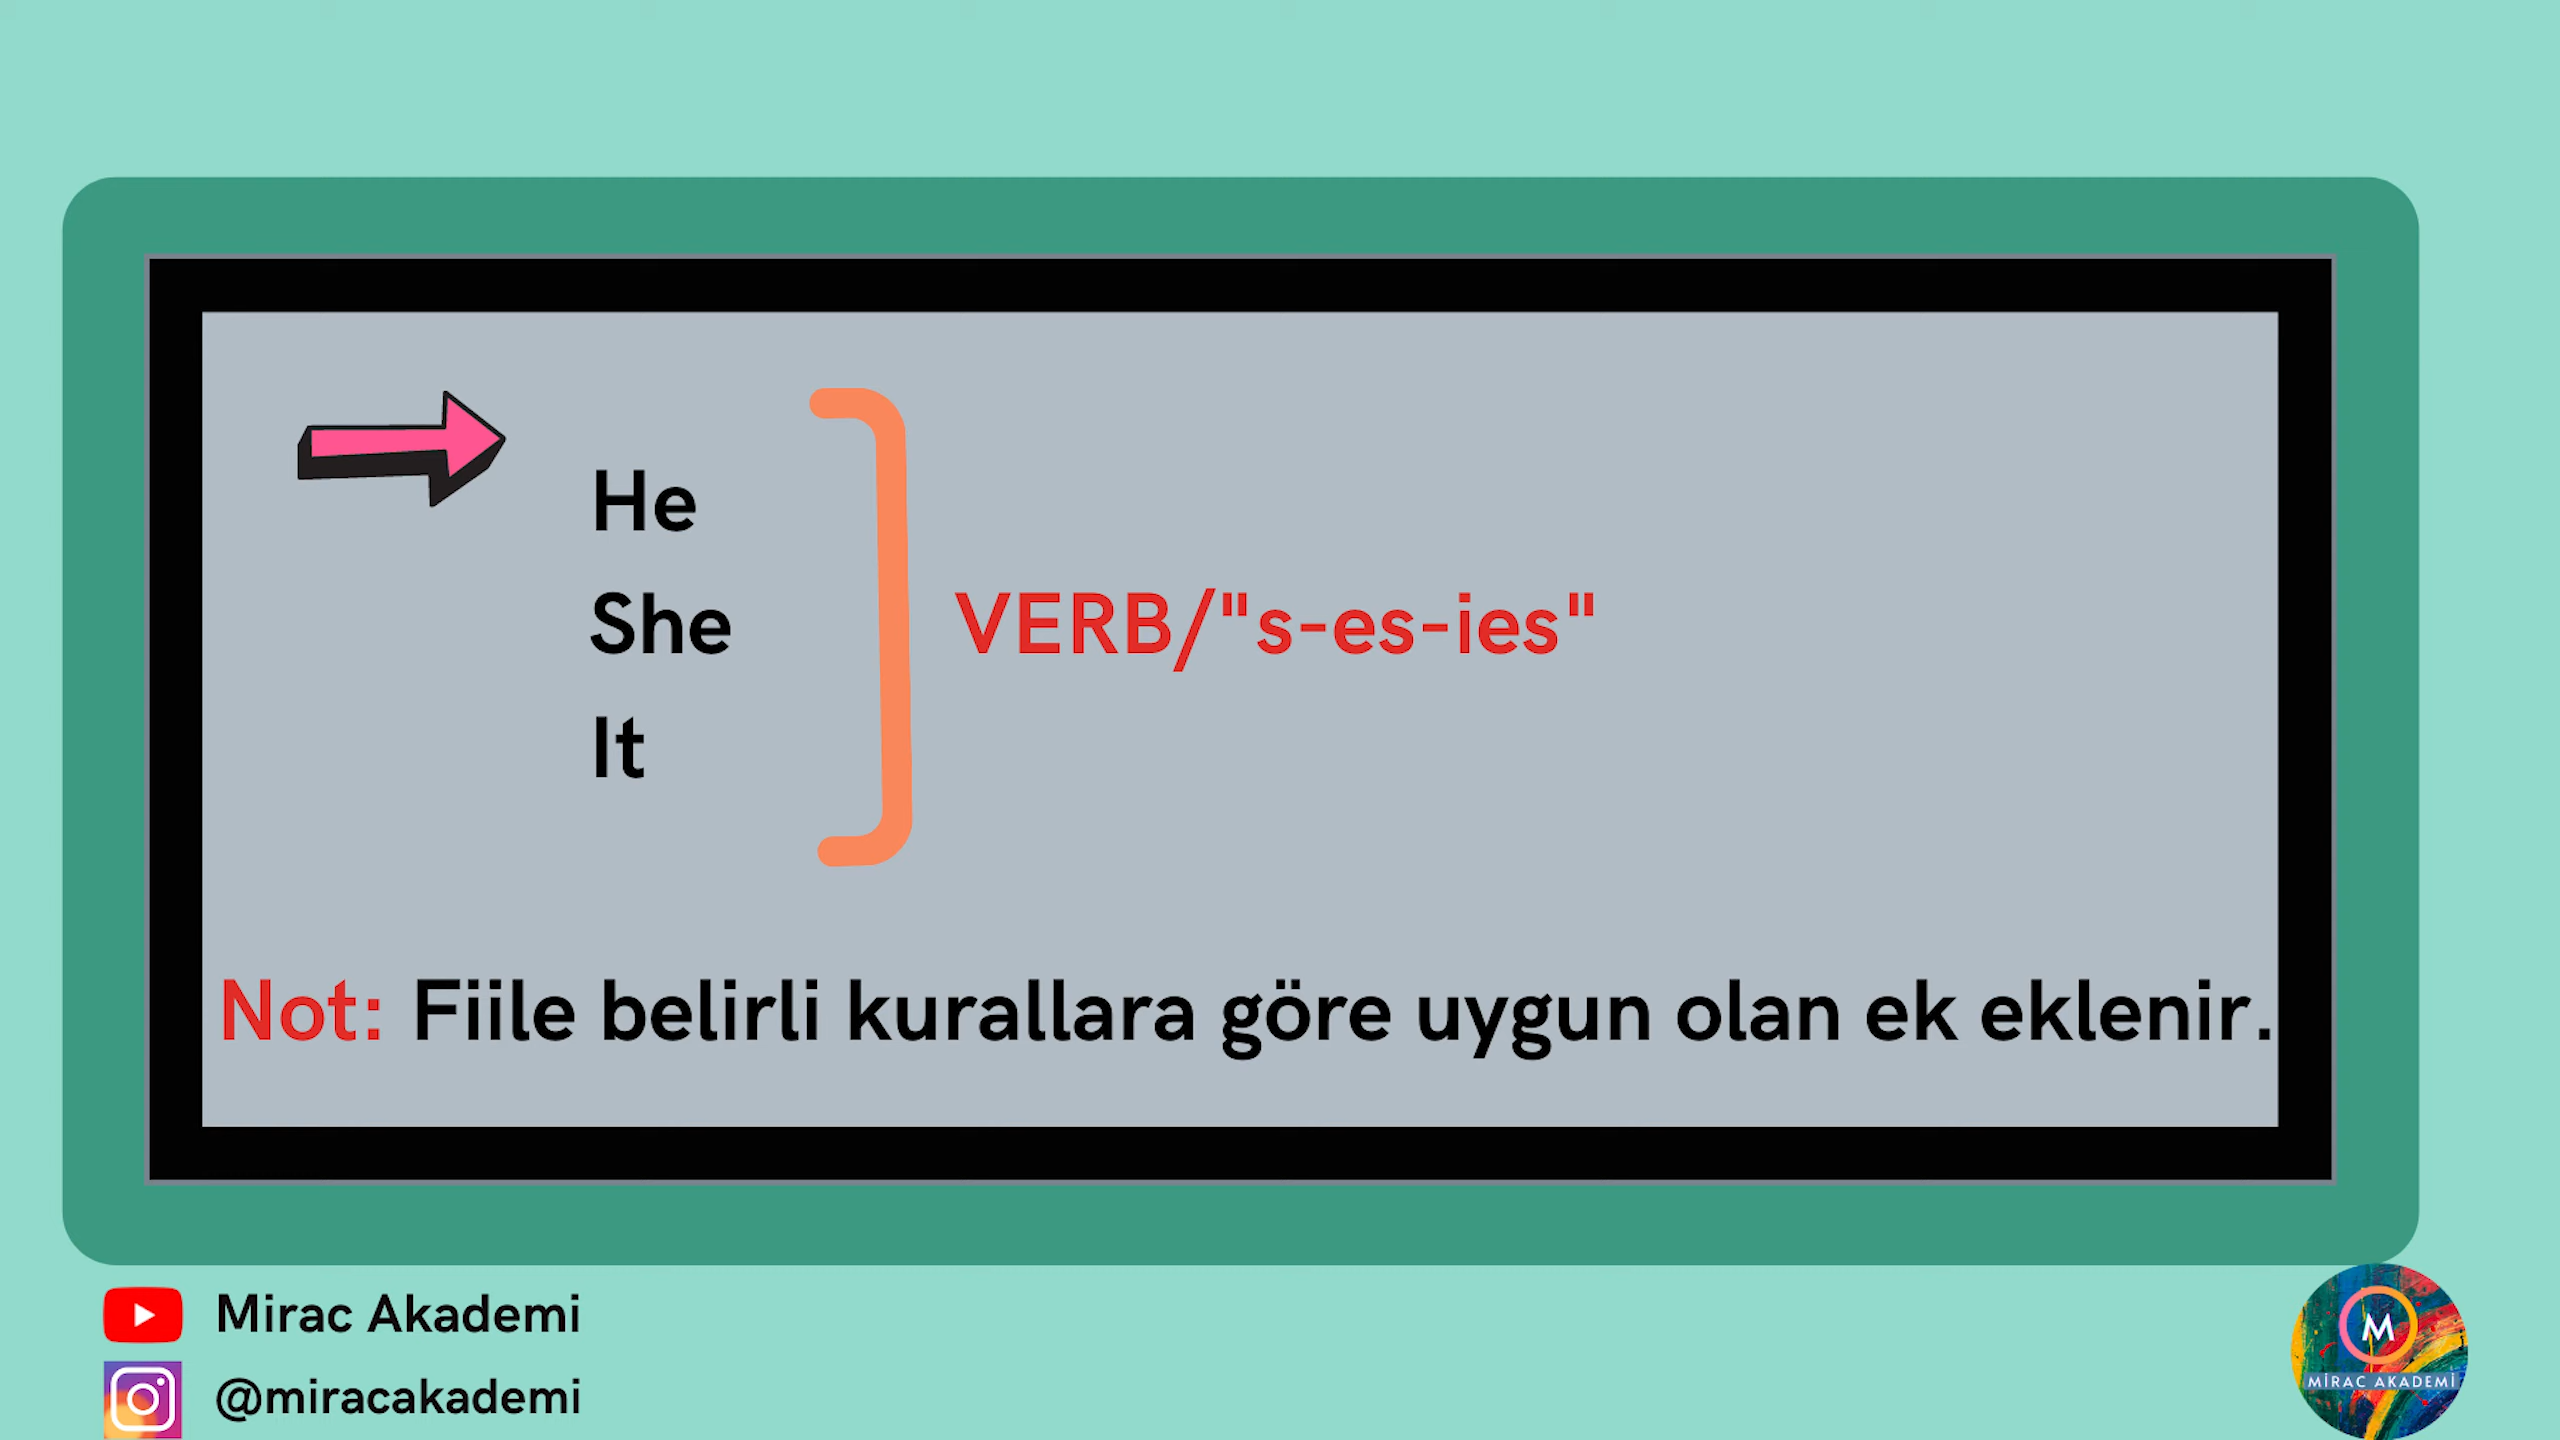 He
She
It
VERB/"s-es-ies"
Not: Fiile belirli kurallara göre uygun olan ek eklenir.
Mirac Akademi
@miracakademi
M
MİRAC AKADEMİ